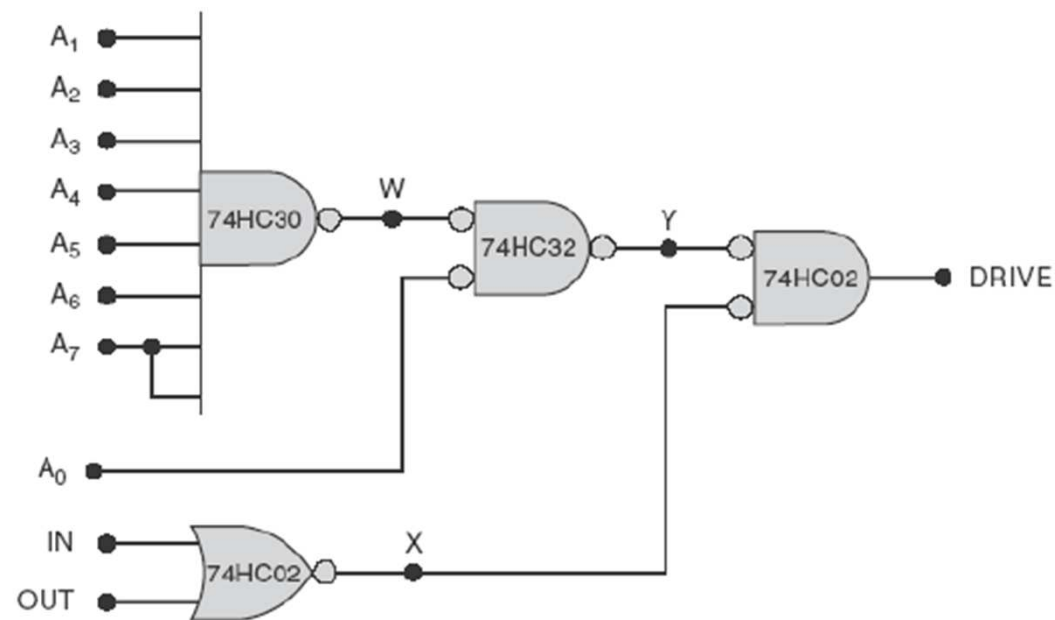 A₁
A₂
A₃
A₄
A₅
A₆
A₇
74HC30
W
74HC32
Y
74HC02
DRIVE
A₀
IN
OUT
74HC02
X